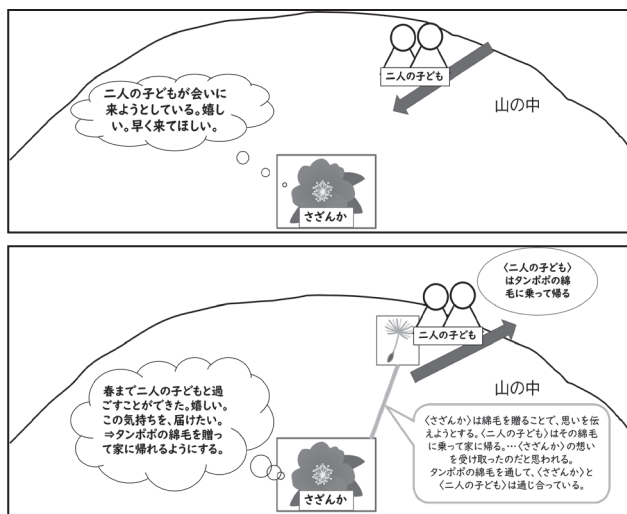 二人の子どもが会いに
来ようとしている。嬉し
い。早く来てほしい。
二人の子ども
山の中
さざんか
〈二人の子ども〉
はタンポポの綿
毛に乗って帰る
二人の子ども
山の中
春まで二人の子どもと過
ごすことができた。嬉しい。
この気持ちを、届けたい。
⇒タンポポの綿毛を贈っ
て家に帰れるようにする。
〈さざんか〉は綿毛を贈ることで、思いを伝
えようとする。〈二人の子ども〉はその綿毛
に乗って家に帰る。…〈さざんか〉の想い
を受け取ったのだと思われる。
タンポポの綿毛を通して、〈さざんか〉と
〈二人の子ども〉は通じ合っている。
さざんか